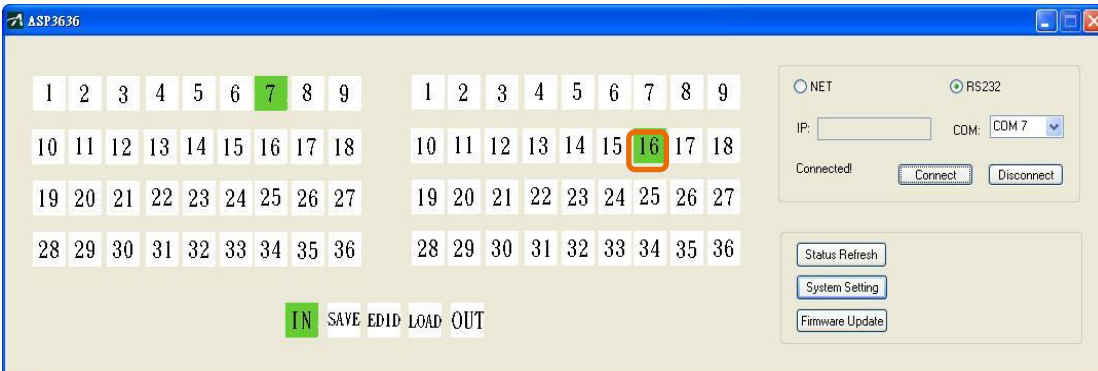 ASP3636
1 2 3 4 5 6 7 8 9
10 11 12 13 14 15 16 17 18
19 20 21 22 23 24 25 26 27
28 29 30 31 32 33 34 35 36
1 2 3 4 5 6 7 8 9
10 11 12 13 14 15 16 17 18
19 20 21 22 23 24 25 26 27
28 29 30 31 32 33 34 35 36
IN SAVE EDID LOAD OUT
NET RS232
IP: COM: COM 7
Connected! Connect Disconnect
Status Refresh
System Setting
Firmware Update